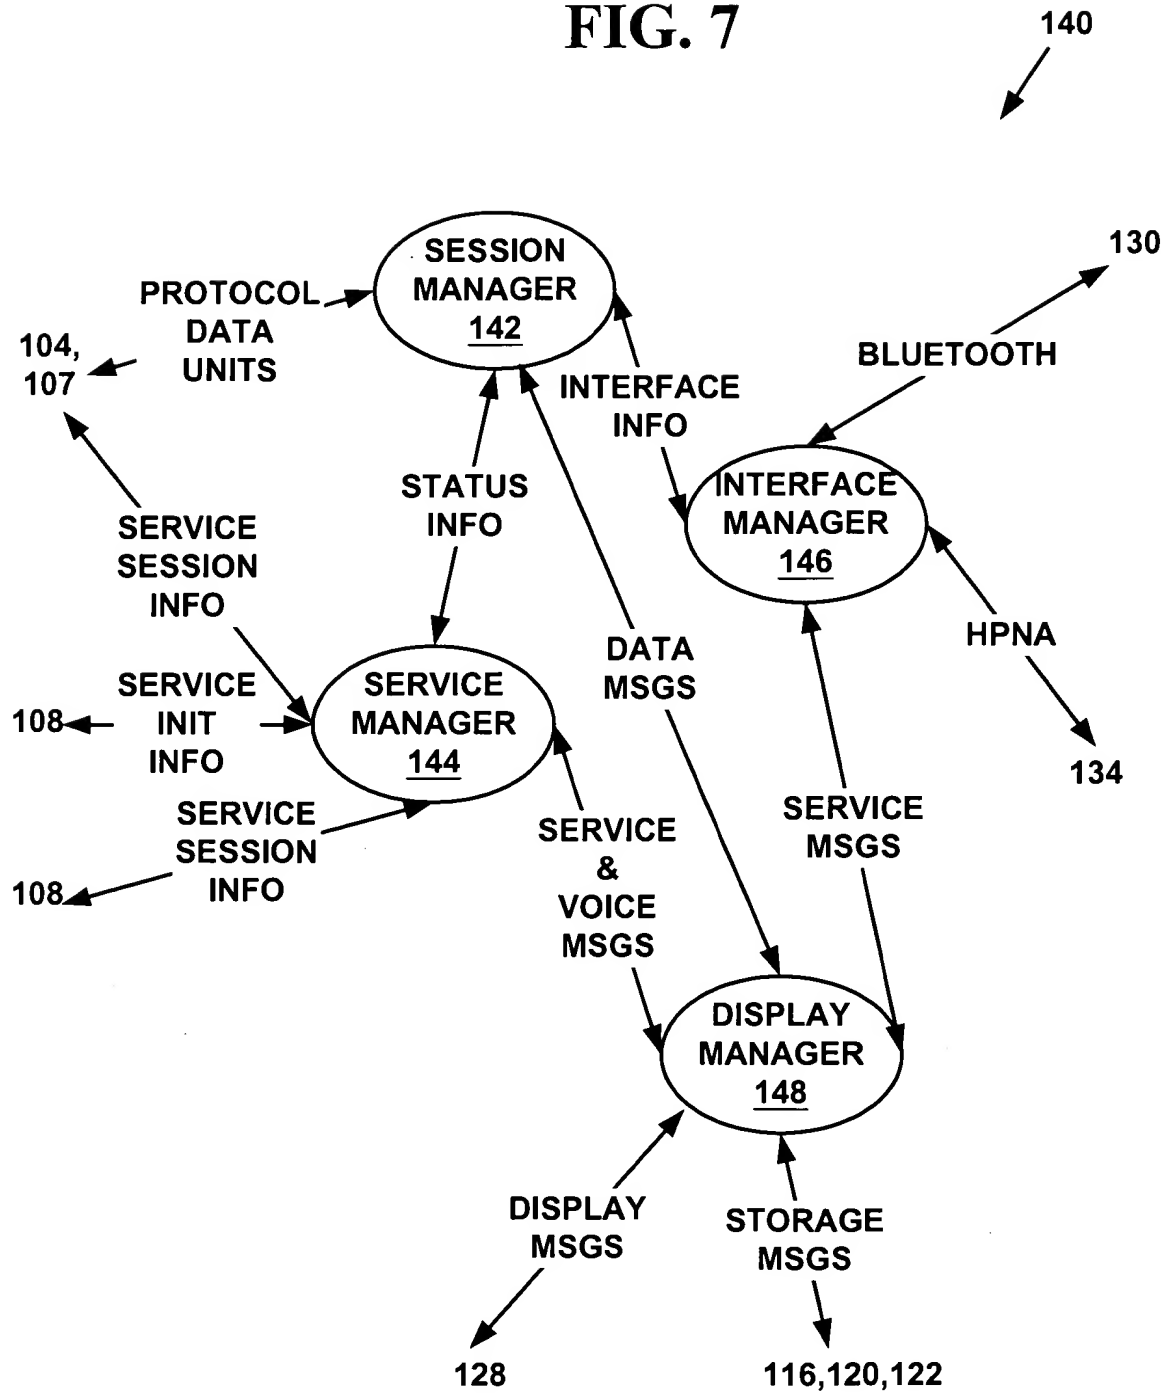 FIG. 7
140
SESSION
MANAGER
142
130
PROTOCOL
DATA
UNITS
104,
107
BLUETOOTH
INTERFACE
INFO
STATUS
INFO
INTERFACE
MANAGER
146
SERVICE
SESSION
INFO
HPNA
DATA
MSGS
SERVICE
INIT
INFO
108
SERVICE
MANAGER
144
134
SERVICE
MSGS
SERVICE
SESSION
INFO
108
SERVICE
&
VOICE
MSGS
DISPLAY
MANAGER
148
DISPLAY
MSGS
STORAGE
MSGS
128
116,120,122